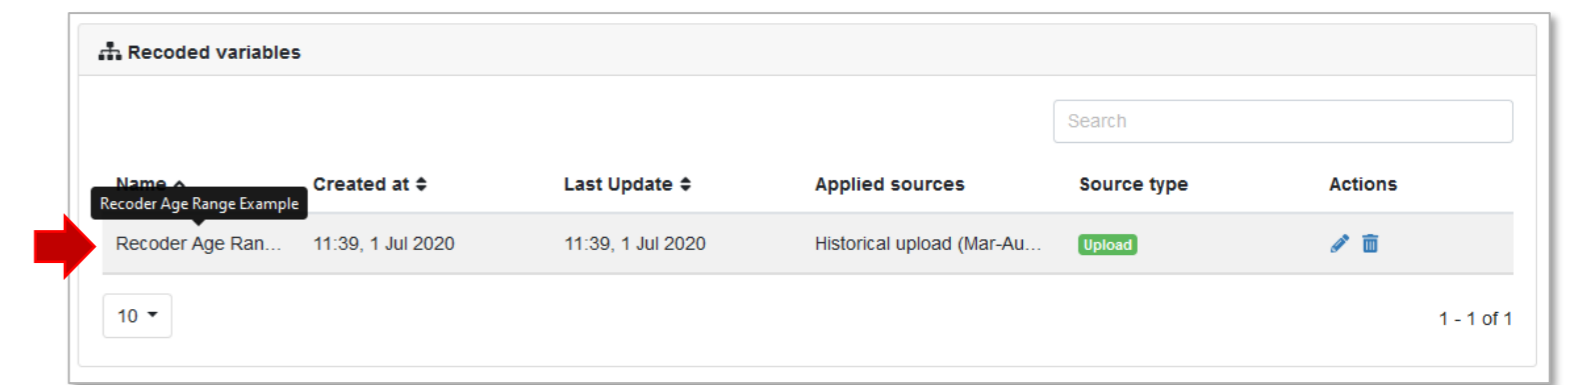 Recoded variables
Search
Name Created at Last Update Applied sources Source type Actions
Recoder Age Range Example
Recoder Age Ran... 11:39, 1 Jul 2020 11:39, 1 Jul 2020 Historical upload (Mar-Au... Upload
10 1 - 1 of 1